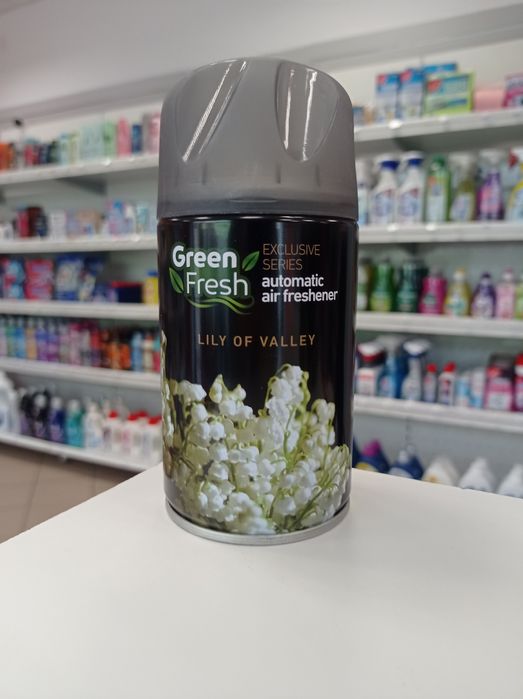 Green
Fresh
EXCLUSIVE
SERIES
automatic
air freshener
LILY OF VALLEY